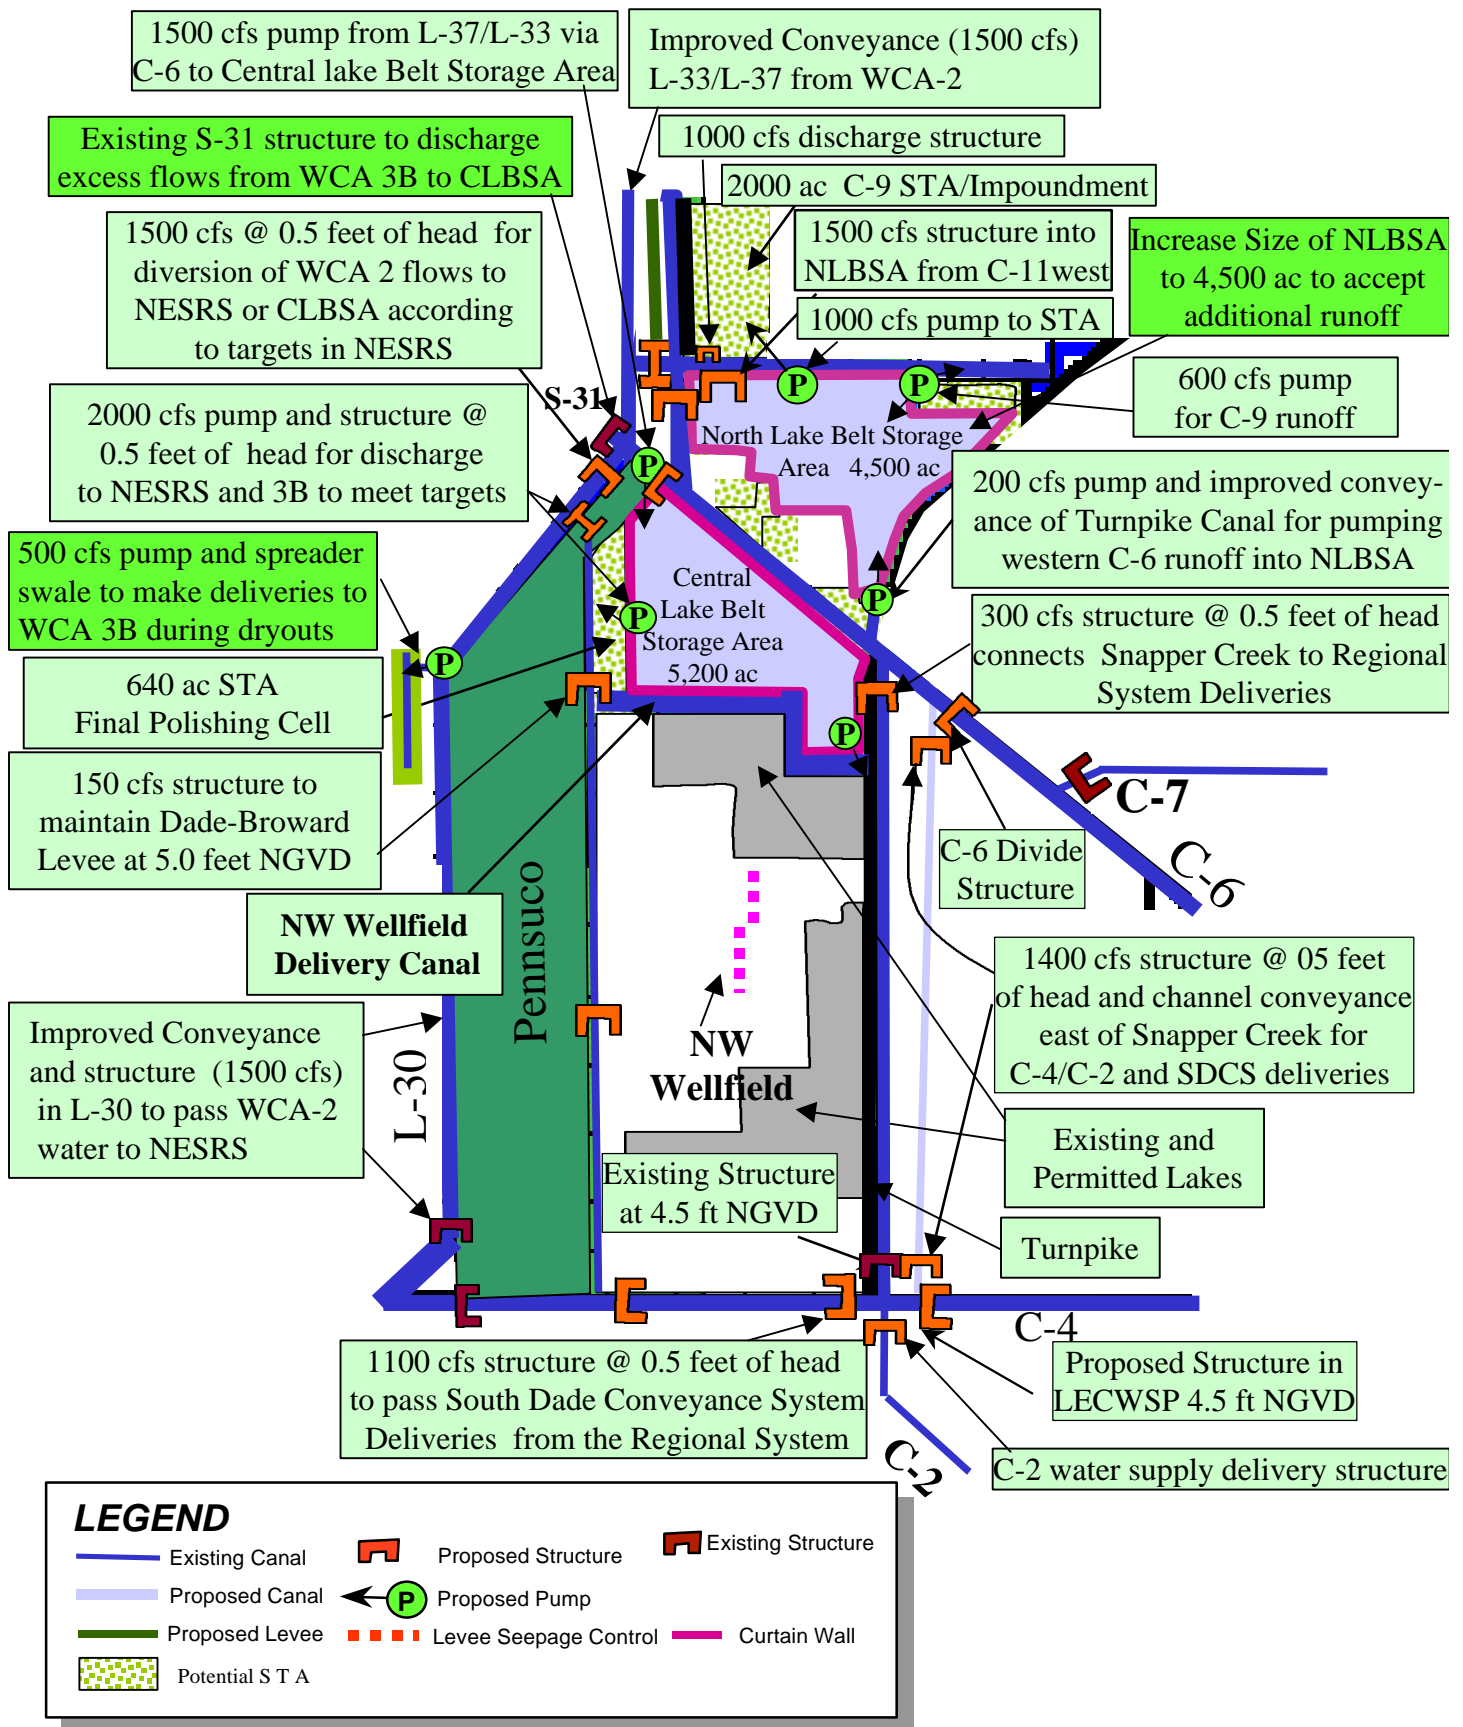 1500 cfs pump from L-37/L-33 via
C-6 to Central lake Belt Storage Area
Improved Conveyance (1500 cfs)
L-33/L-37 from WCA-2
Existing S-31 structure to discharge
excess flows from WCA 3B to CLBSA
1000 cfs discharge structure
2000 ac C-9 STA/Impoundment
1500 cfs @ 0.5 feet of head for
diversion of WCA 2 flows to
NESRS or CLBSA according
to targets in NESRS
1500 cfs structure into
NLBSA from C-11west
Increase Size of NLBSA
to 4,500 ac to accept
additional runoff
1000 cfs pump to STA
P
P
600 cfs pump
for C-9 runoff
S-31
2000 cfs pump and structure @
0.5 feet of head for discharge
to NESRS and 3B to meet targets
North Lake Belt Storage
Area 4,500 ac
P
200 cfs pump and improved convey-
ance of Turnpike Canal for pumping
western C-6 runoff into NLBSA
500 cfs pump and spreader
swale to make deliveries to
WCA 3B during dryouts
Central
Lake Belt
Storage Area
5,200 ac
P
P
P
P
300 cfs structure @ 0.5 feet of head
connects Snapper Creek to Regional
System Deliveries
640 ac STA
Final Polishing Cell
150 cfs structure to
maintain Dade-Broward
Levee at 5.0 feet NGVD
C-7
C-6 Divide
Structure
C-6
NW Wellfield
Delivery Canal
Pennsuco
1400 cfs structure @ 05 feet
of head and channel conveyance
east of Snapper Creek for
C-4/C-2 and SDCS deliveries
Improved Conveyance
and structure (1500 cfs)
in L-30 to pass WCA-2
water to NESRS
L-30
NW
Wellfield
Existing and
Permitted Lakes
Existing Structure
at 4.5 ft NGVD
Turnpike
C-4
1100 cfs structure @ 0.5 feet of head
to pass South Dade Conveyance System
Deliveries from the Regional System
Proposed Structure in
LECWSP 4.5 ft NGVD
C-2
C-2 water supply delivery structure
LEGEND
Existing Canal
Proposed Structure
Existing Structure
Proposed Canal
P
Proposed Pump
Proposed Levee
Levee Seepage Control
Curtain Wall
Potential S T A